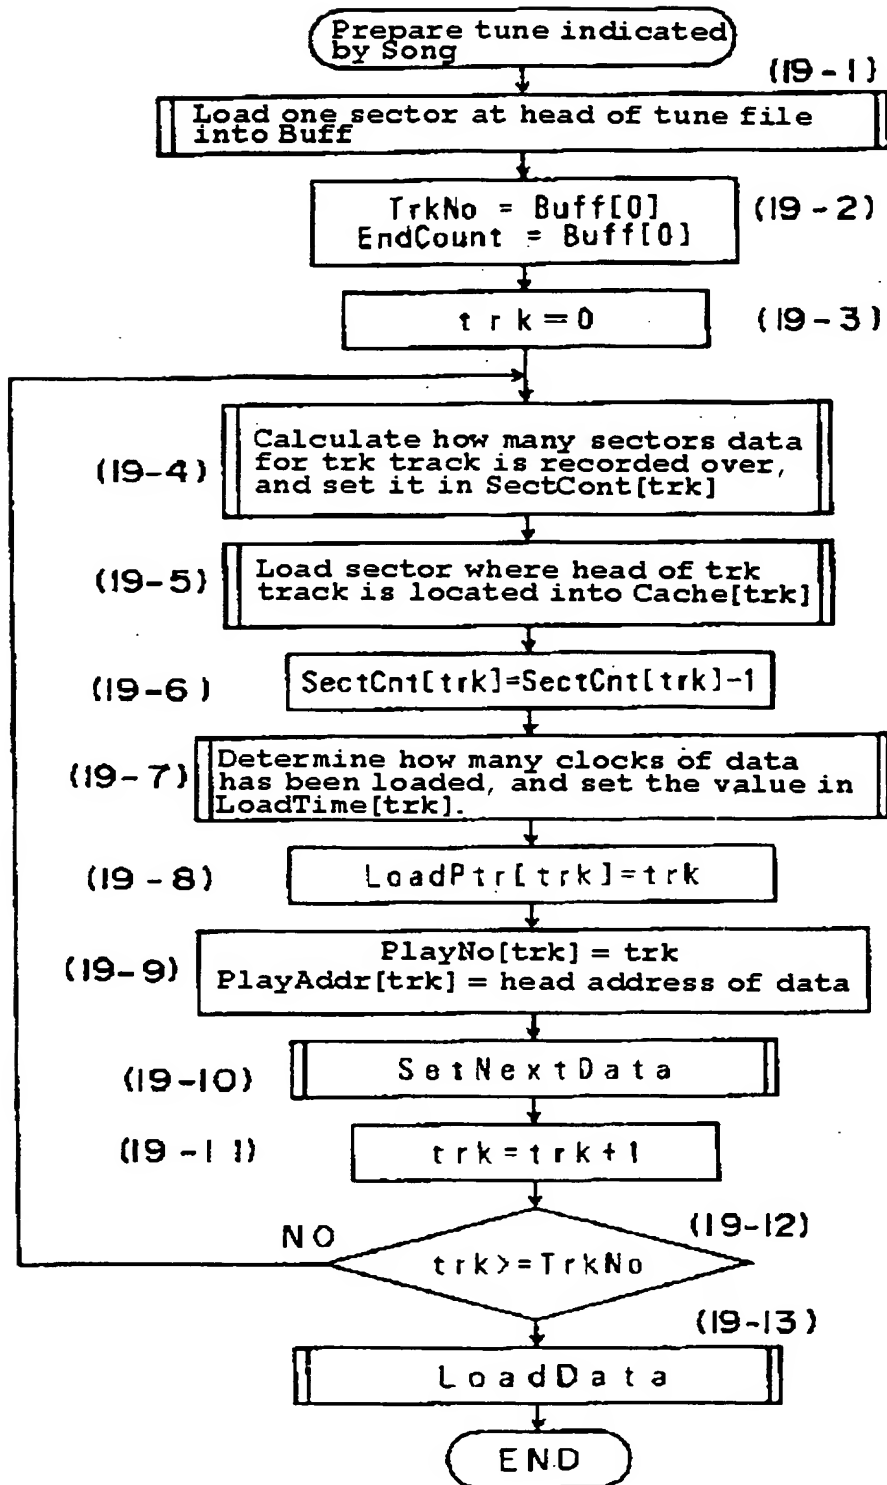 Prepare tune indicated
by Song
(19-1)
Load one sector at head of tune file
into Buff
TrkNo = Buff[0]
EndCount = Buff[0]
(19-2)
trk=0
(19-3)
(19-4)
Calculate how many sectors data
for trk track is recorded over,
and set it in SectCont[trk]
(19-5)
Load sector where head of trk
track is located into Cache[trk]
(19-6)
SectCnt[trk]=SectCnt[trk]-1
(19-7)
Determine how many clocks of data
has been loaded, and set the value in
LoadTime[trk].
(19-8)
LoadPtr[trk]=trk
(19-9)
PlayNo[trk] = trk
PlayAddr[trk] = head address of data
(19-10)
SetNextData
(19-11)
trk=trk+1
NO
(19-12)
trk>=TrkNo
(19-13)
LoadData
END